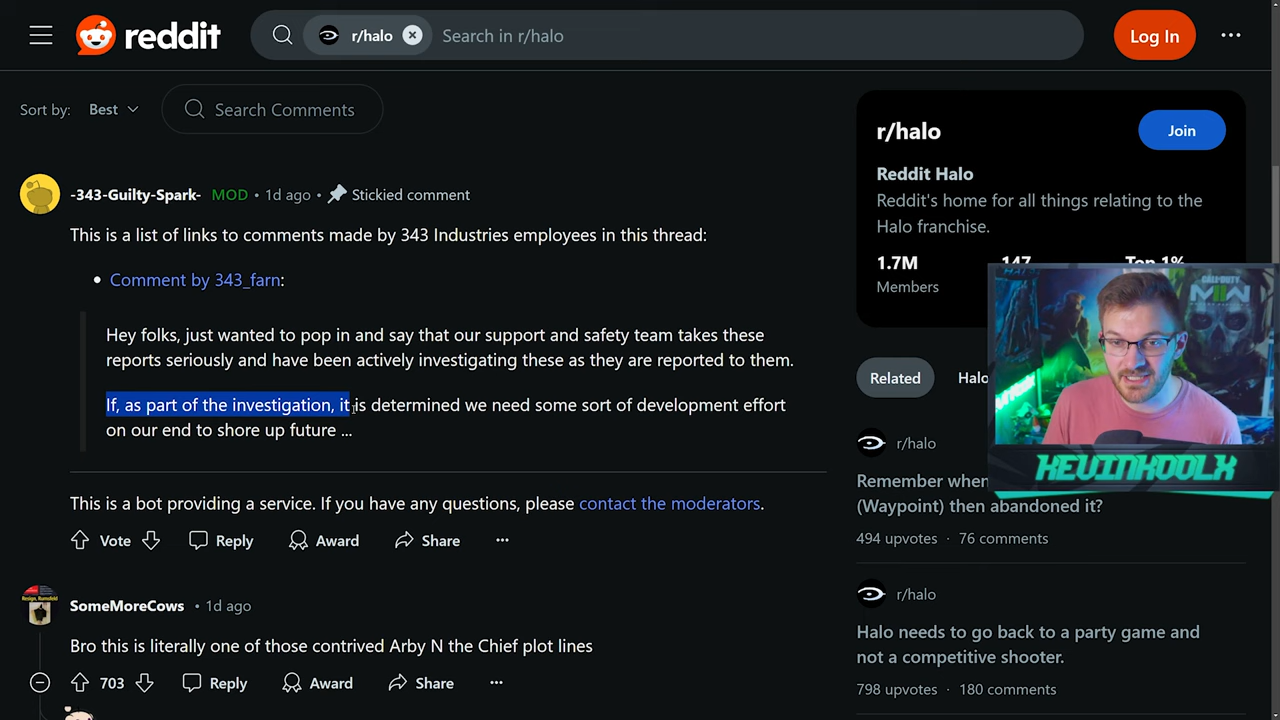 reddit
r/halo
Search in r/halo
Log In
Sort by:
Best
Search Comments
-343-Guilty-Spark- MOD • 1d ago • Stickied comment
This is a list of links to comments made by 343 Industries employees in this thread:
• Comment by 343_farn:
Hey folks, just wanted to pop in and say that our support and safety team takes these
reports seriously and have been actively investigating these as they are reported to them.
If, as part of the investigation, it is determined we need some sort of development effort
on our end to shore up future ...
This is a bot providing a service. If you have any questions, please contact the moderators.
Vote
Reply
Award
Share
SomeMoreCows • 1d ago
Bro this is literally one of those contrived Arby N the Chief plot lines
703
Reply
Award
Share
r/halo
Join
Reddit Halo
Reddit's home for all things relating to the
Halo franchise.
1.7M
147
Top 1%
Members
Related
Halo
CALL OF DUTY
MWII
KEVINKOOLX
r/halo
Remember when
(Waypoint) then abandoned it?
494 upvotes · 76 comments
r/halo
Halo needs to go back to a party game and
not a competitive shooter.
798 upvotes · 180 comments